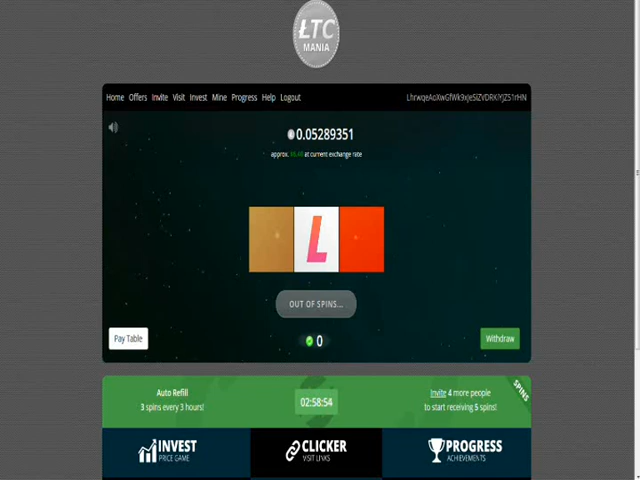 ŁTC
MANIA
Home Offers Invite Visit Invest Mine Progress Help Logout
0.05289351
approx. at current exchange rate
L
OUT OF SPINS...
0
Pay Table
Withdraw
Auto Refill
3 spins every 3 hours!
02:58:54
Invite 4 more people
to start receiving 5 spins!
SPINS
INVEST
PRICE GAME
CLICKER
VISIT LINKS
PROGRESS
ACHIEVEMENTS